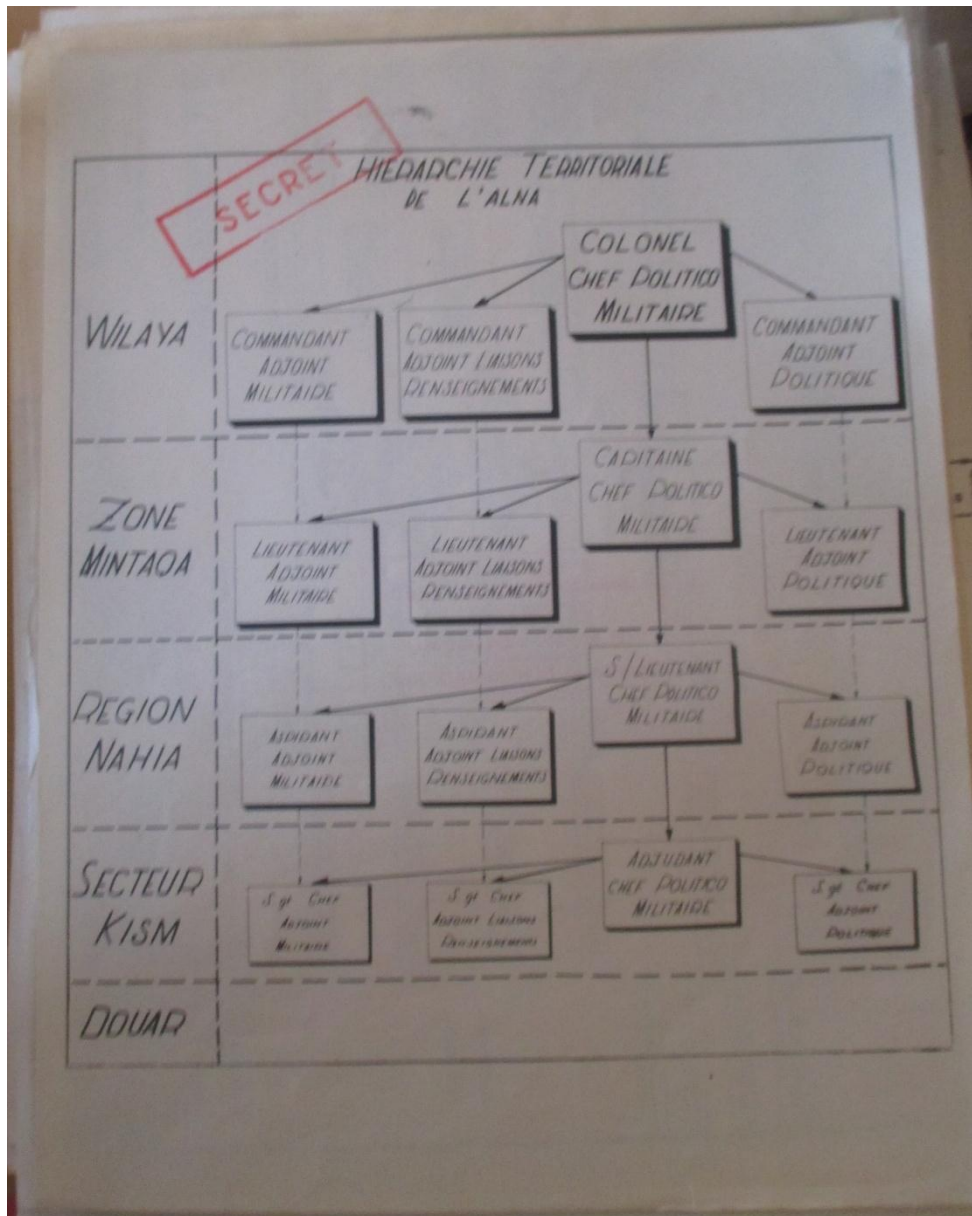 SECRET
HIERARCHIE TERRITORIALE
DE L'ALNA
WILAYA
COLONEL
CHEF POLITICO
MILITAIRE
COMMANDANT
ADJOINT
MILITAIRE
COMMANDANT
ADJOINT LIAISONS
RENSEIGNEMENTS
COMMANDANT
ADJOINT
POLITIQUE
ZONE
MINTAQA
CAPITAINE
CHEF POLITICO
MILITAIRE
LIEUTENANT
ADJOINT
MILITAIRE
LIEUTENANT
ADJOINT LIAISONS
RENSEIGNEMENTS
LIEUTENANT
ADJOINT
POLITIQUE
REGION
NAHIA
S/LIEUTENANT
CHEF POLITICO
MILITAIRE
ASPIRANT
ADJOINT
MILITAIRE
ASPIRANT
ADJOINT LIAISONS
RENSEIGNEMENTS
ASPIRANT
ADJOINT
POLITIQUE
SECTEUR
KISM
ADJUDANT
CHEF POLITICO
MILITAIRE
Sgt CHEF
ADJOINT
MILITAIRE
Sgt CHEF
ADJOINT LIAISONS
RENSEIGNEMENTS
Sgt CHEF
ADJOINT
POLITIQUE
DOUAR